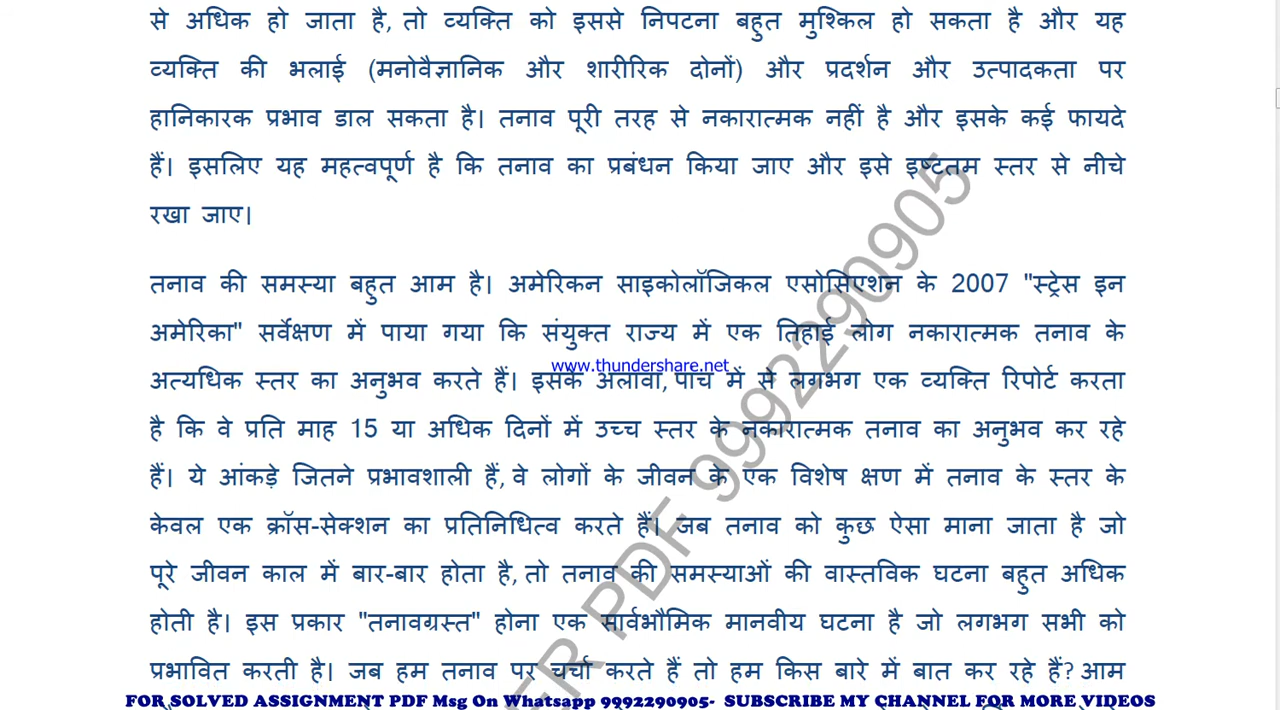 से अधिक हो जाता है, तो व्यक्ति को इससे निपटना बहुत मुश्किल हो सकता है और यह
व्यक्ति की भलाई (मनोवैज्ञानिक और शारीरिक दोनों) और प्रदर्शन और उत्पादकता पर
हानिकारक प्रभाव डाल सकता है। तनाव पूरी तरह से नकारात्मक नहीं है और इसके कई फायदे
हैं। इसलिए यह महत्वपूर्ण है कि तनाव का प्रबंधन किया जाए और इसे इष्टतम स्तर से नीचे
रखा जाए।
तनाव की समस्या बहुत आम है। अमेरिकन साइकोलॉजिकल एसोसिएशन के 2007 "स्ट्रेस इन
अमेरिका" सर्वेक्षण में पाया गया कि संयुक्त राज्य में एक तिहाई लोग नकारात्मक तनाव के
www.thundershare.net
अत्यधिक स्तर का अनुभव करते हैं। इसके अलावा, पांच में से लगभग एक व्यक्ति रिपोर्ट करता
है कि वे प्रति माह 15 या अधिक दिनों में उच्च स्तर के नकारात्मक तनाव का अनुभव कर रहे
हैं। ये आंकड़े जितने प्रभावशाली हैं, वे लोगों के जीवन के एक विशेष क्षण में तनाव के स्तर के
केवल एक क्रॉस-सेक्शन का प्रतिनिधित्व करते हैं। जब तनाव को कुछ ऐसा माना जाता है जो
पूरे जीवन काल में बार-बार होता है, तो तनाव की समस्याओं की वास्तविक घटना बहुत अधिक
होती है। इस प्रकार "तनावग्रस्त" होना एक सार्वभौमिक मानवीय घटना है जो लगभग सभी को
प्रभावित करती है। जब हम तनाव पर चर्चा करते हैं तो हम किस बारे में बात कर रहे हैं? आम
PDF 9992290905
FOR SOLVED ASSIGNMENT PDF Msg On Whatsapp 9992290905- SUBSCRIBE MY CHANNEL FOR MORE VIDEOS